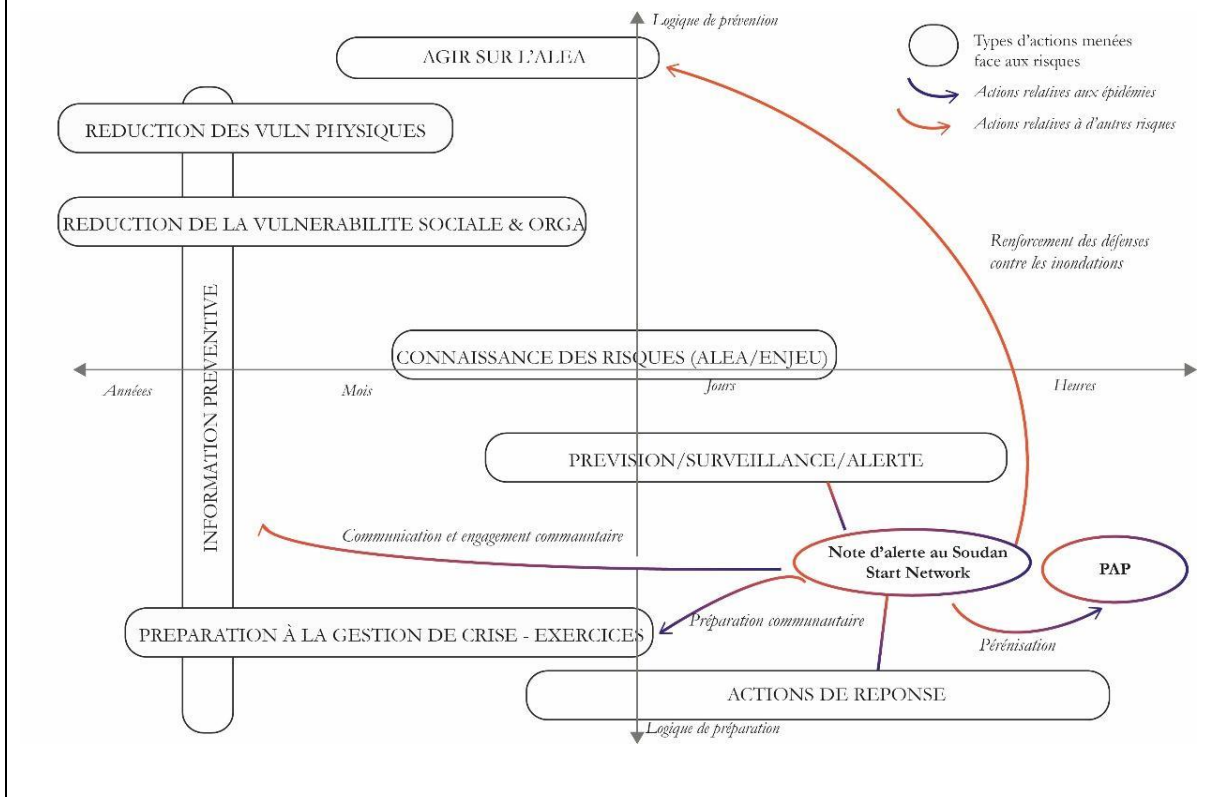 Logique de prévention
AGIR SUR L'ALEA
Types d'actions menées
face aux risques
Actions relatives aux épidémies
Actions relatives à d'autres risques
REDUCTION DES VULN PHYSIQUES
REDUCTION DE LA VULNERABILITE SOCIALE & ORGA
Renforcement des défenses
contre les inondations
INFORMATION PREVENTIVE
CONNAISSANCE DES RISQUES (ALEA/ENJEU)
Annéees
Mois
Jours
Heures
PREVISION/SURVEILLANCE/ALERTE
Communication et engagement commauntaire
Note d'alerte au Soudan
Start Network
PAP
Préparation communautaire
PREPARATION À LA GESTION DE CRISE - EXERCICES
Pérénisation
ACTIONS DE REPONSE
Logique de préparation